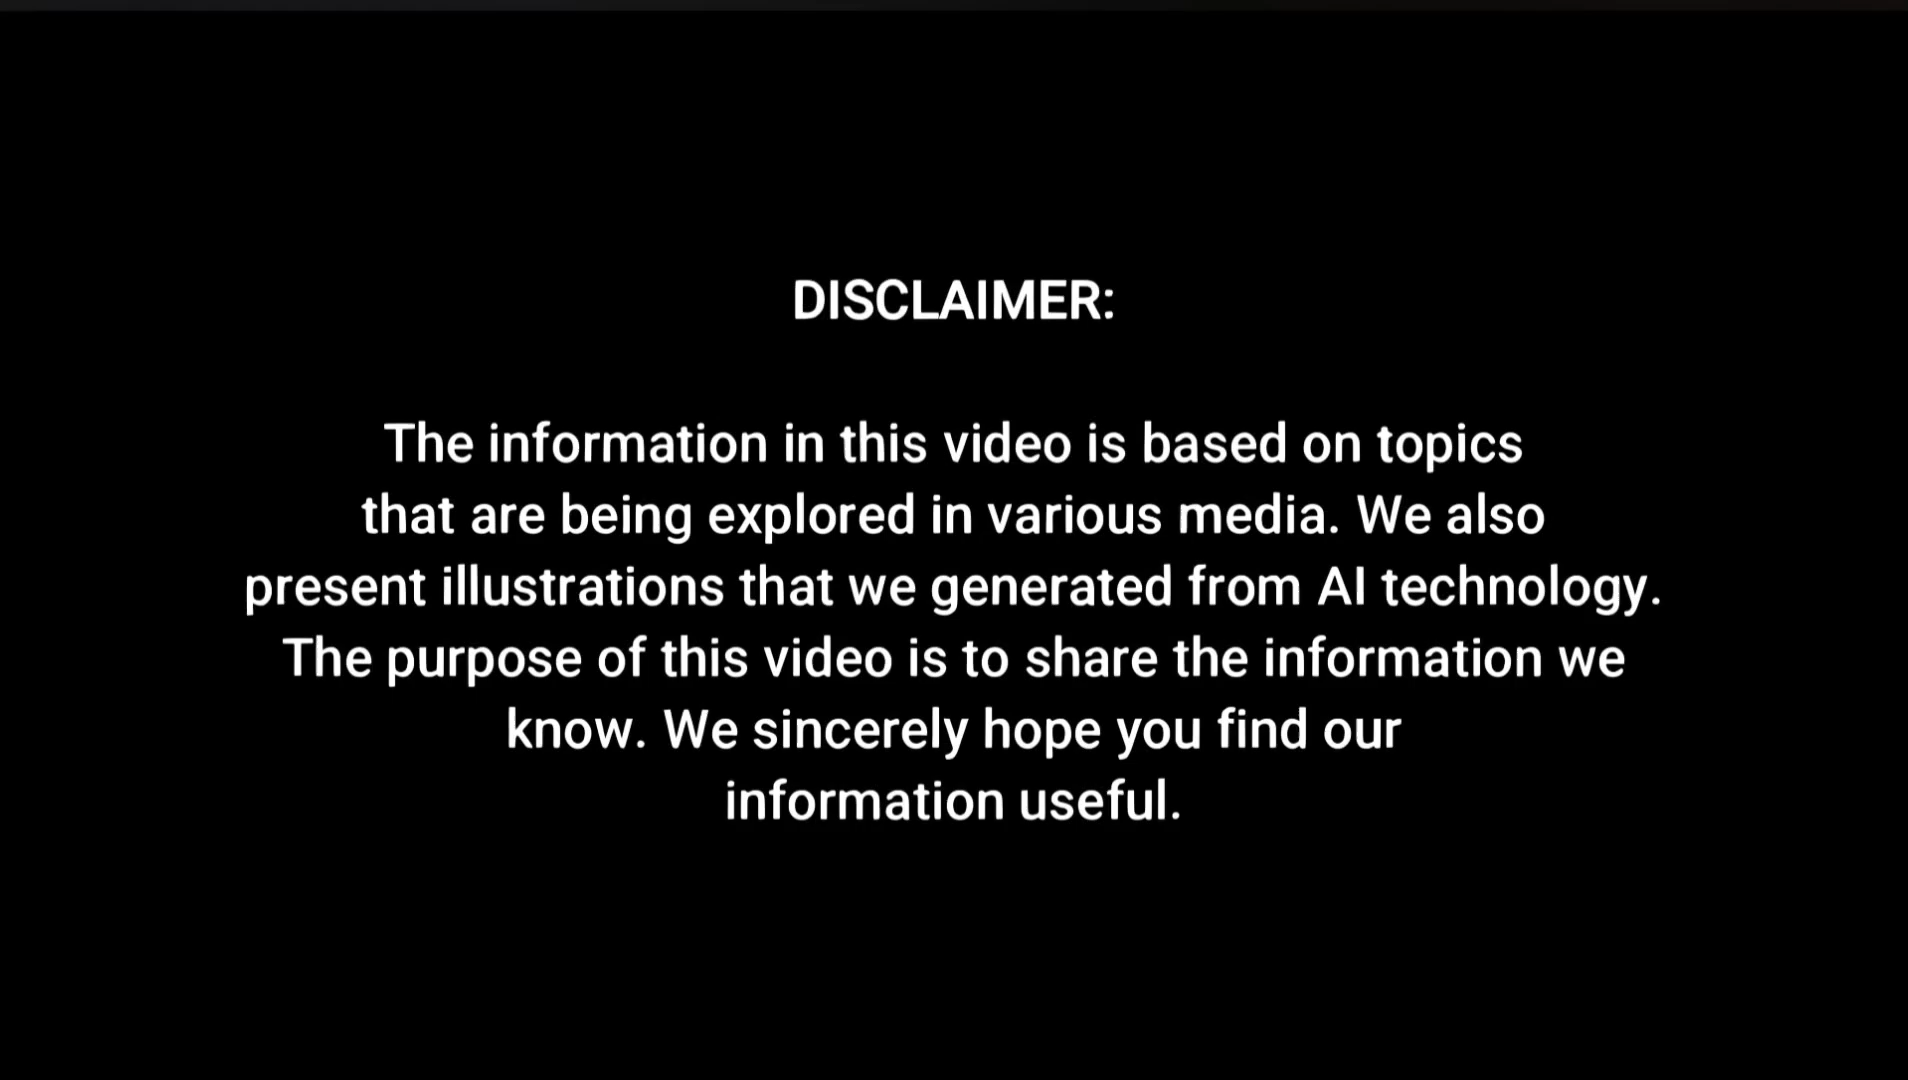 DISCLAIMER:
The information in this video is based on topics
that are being explored in various media. We also
present illustrations that we generated from AI technology.
The purpose of this video is to share the information we
know. We sincerely hope you find our
information useful.